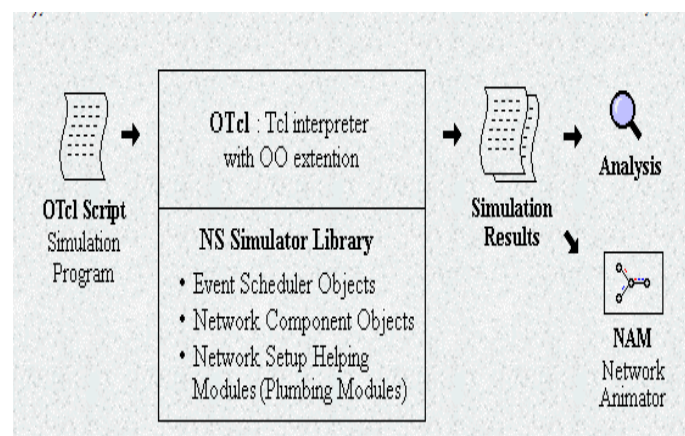 OTcl Script
Simulation
Program
OTcl : Tcl interpreter
with OO extention
NS Simulator Library
• Event Scheduler Objects
• Network Component Objects
• Network Setup Helping
Modules (Plumbing Modules)
Simulation
Results
Analysis
NAM
Network
Animator